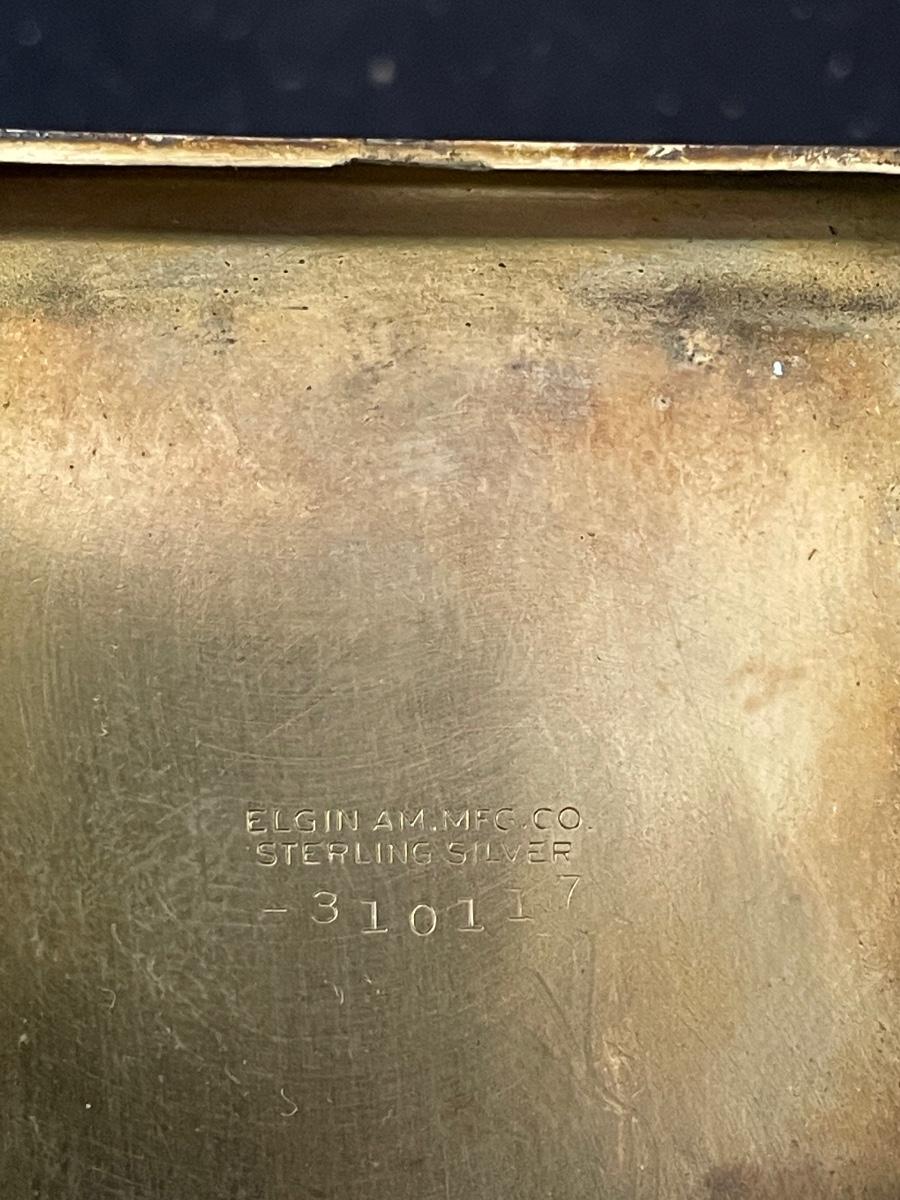 ELGIN AM.MFG.CO.
STERLING SILVER
-310117